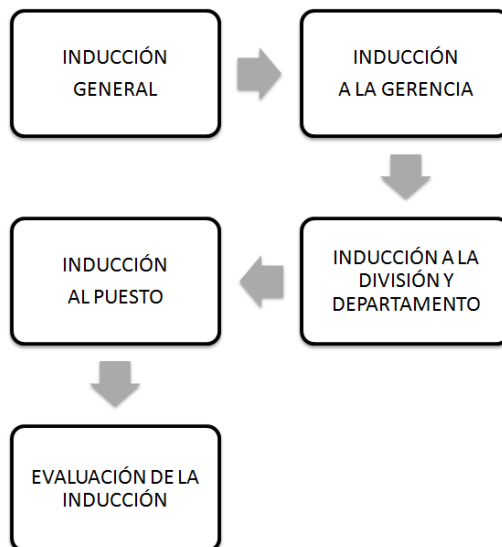 INDUCCIÓN
GENERAL
INDUCCIÓN
A LA GERENCIA
INDUCCIÓN A LA
DIVISIÓN Y
DEPARTAMENTO
INDUCCIÓN
AL PUESTO
EVALUACIÓN DE LA
INDUCCIÓN